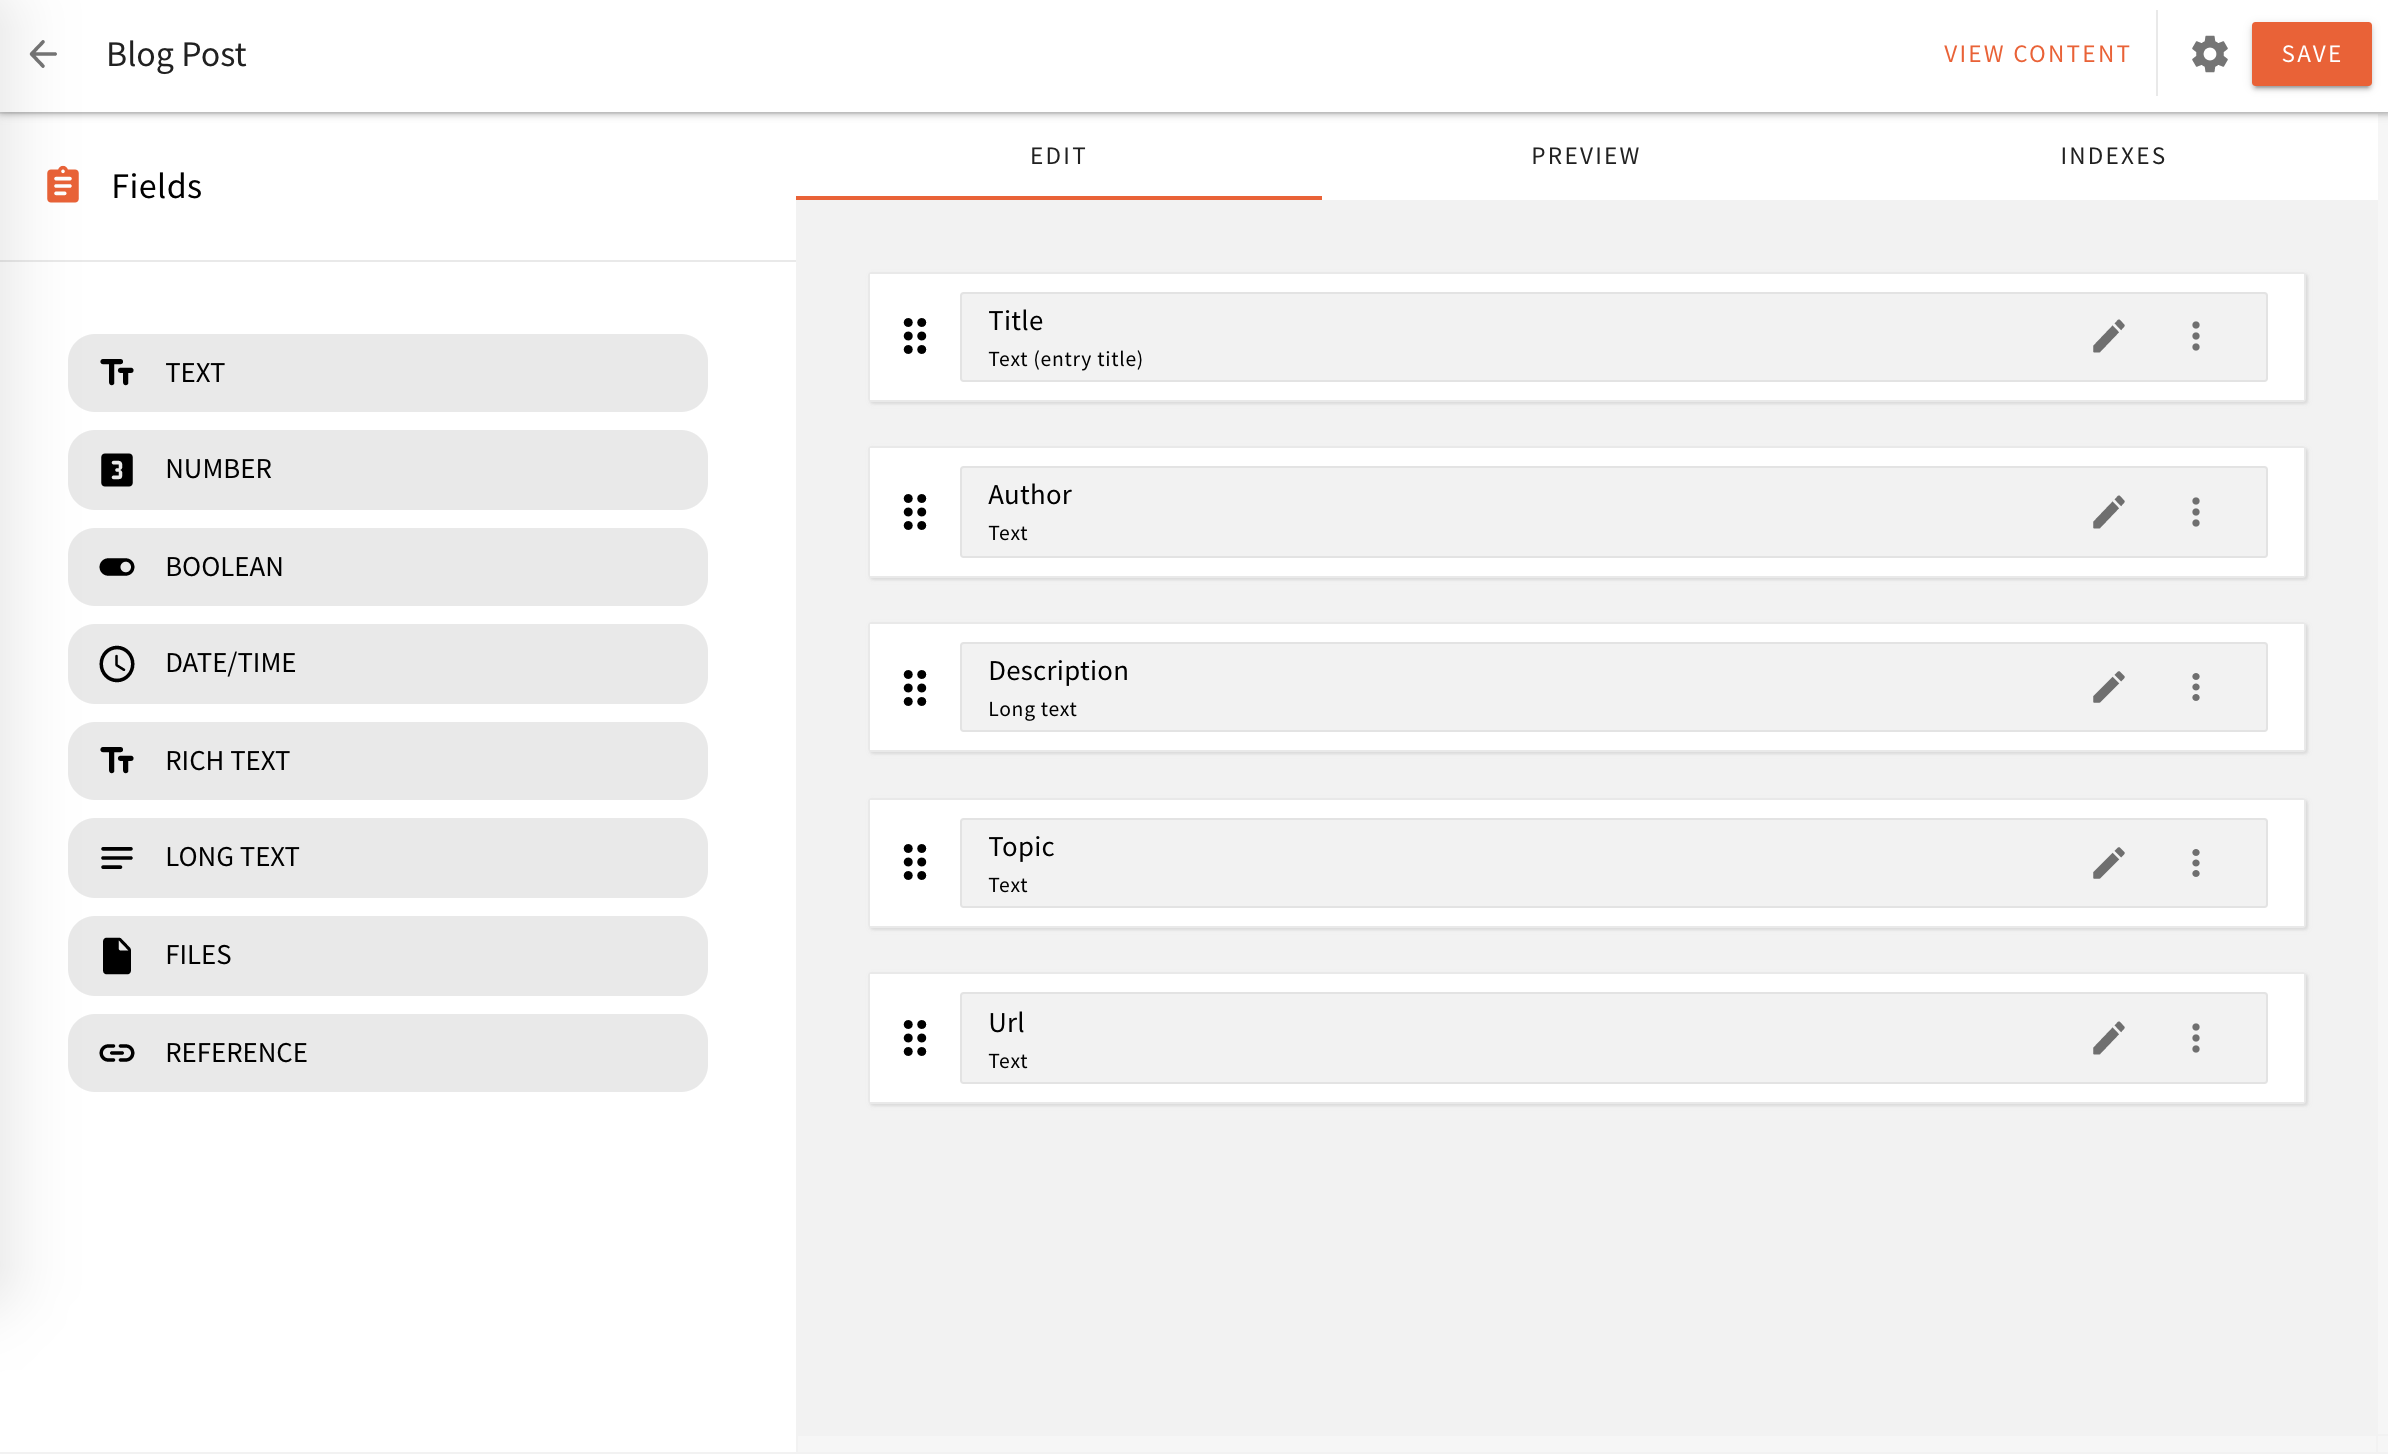 Blog Post
VIEW CONTENT
SAVE
Fields
TEXT
3 NUMBER
BOOLEAN
DATE/TIME
RICH TEXT
LONG TEXT
FILES
REFERENCE
EDIT
PREVIEW
INDEXES
Title
Text (entry title)
Author
Text
Description
Long text
Topic
Text
Url
Text